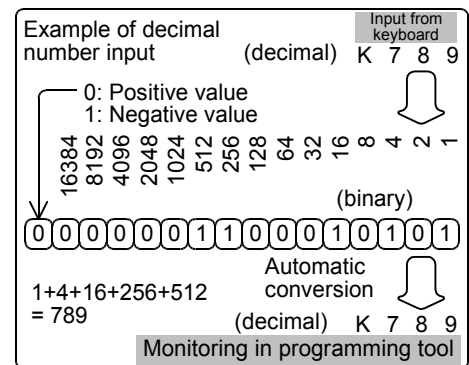 Example of decimal
number input
(decimal)
Input from
keyboard
K 7 8 9
0: Positive value
1: Negative value
16384 8192 4096 2048 1024 512 256 128 64 32 16 8 4 2 1
(binary)
0 0 0 0 0 0 1 1 0 0 0 1 0 1 0 1
1+4+16+256+512
= 789
Automatic
conversion
(decimal) K 7 8 9
Monitoring in programming tool